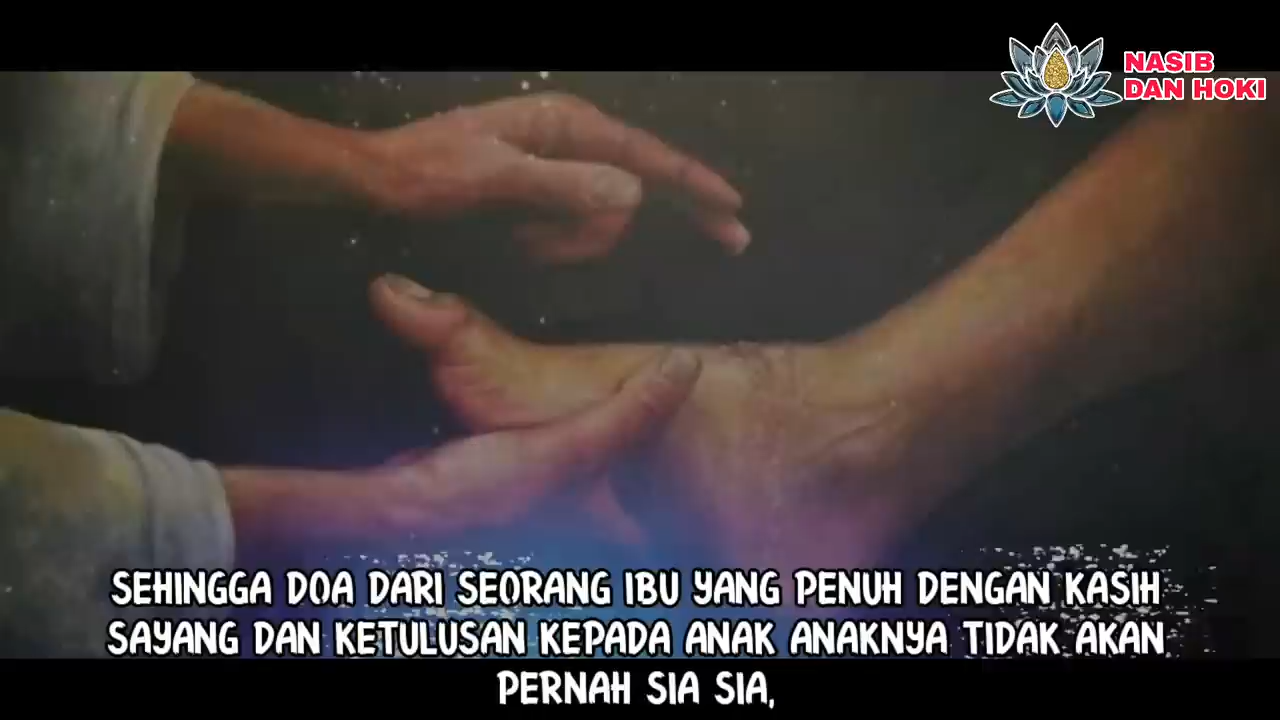 NASIB
DAN HOKI
SEHINGGA DOA DARI SEORANG IBU YANG PENUH DENGAN KASIH
SAYANG DAN KETULUSAN KEPADA ANAK ANAKNYA TIDAK AKAN
PERNAH SIA SIA,